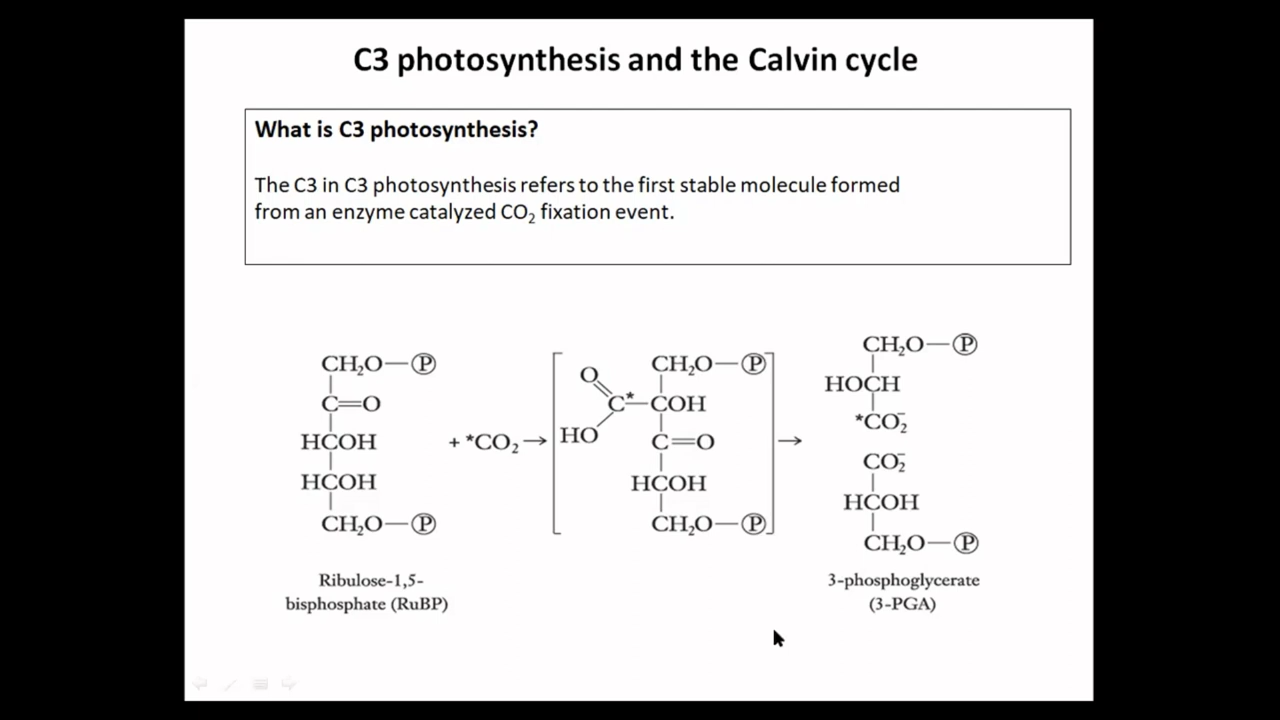 C3 photosynthesis and the Calvin cycle
What is C3 photosynthesis?
The C3 in C3 photosynthesis refers to the first stable molecule formed
from an enzyme catalyzed CO₂ fixation event.
CH₂O—Ⓟ
C=O
HCOH
HCOH
CH₂O—Ⓟ
Ribulose-1,5-
bisphosphate (RuBP)
+ *CO₂ →
O
CH₂O—Ⓟ
C*—COH
HO
C=O
HCOH
CH₂O—Ⓟ
→
CH₂O—Ⓟ
HOCH
*CO₂⁻
CO₂⁻
HCOH
CH₂O—Ⓟ
3-phosphoglycerate
(3-PGA)